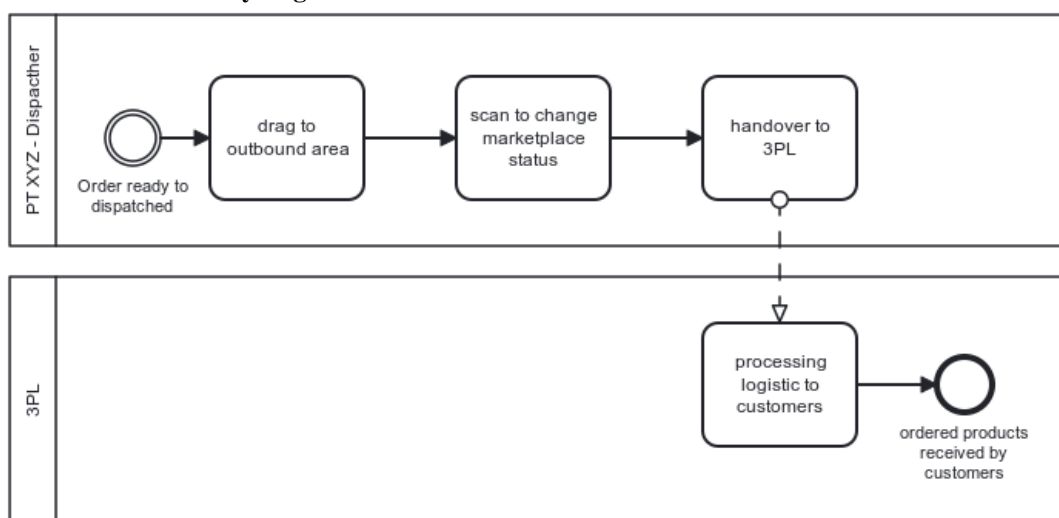 PT XYZ - Dispacther
Order ready to
dispatched
drag to
outbound area
scan to change
marketplace
status
handover to
3PL
3PL
processing
logistic to
customers
ordered products
received by
customers